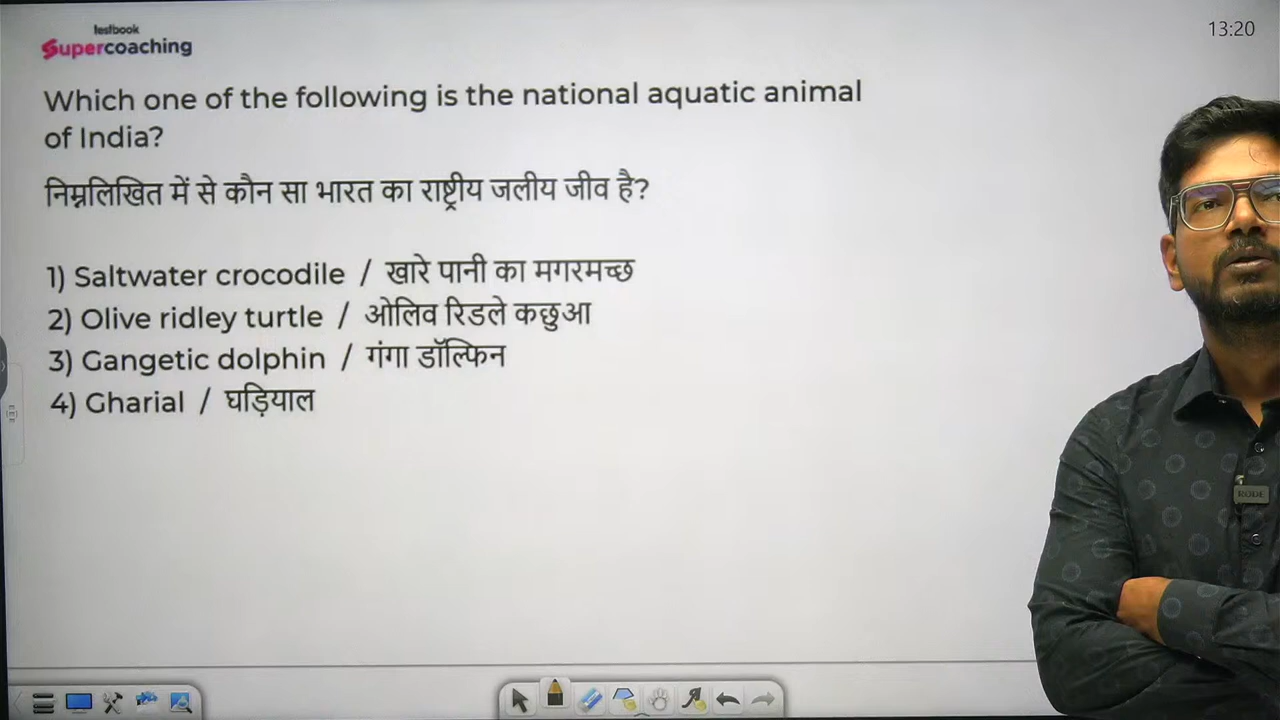 testbook
Supercoaching
13:20
Which one of the following is the national aquatic animal
of India?
निम्नलिखित में से कौन सा भारत का राष्ट्रीय जलीय जीव है?
1) Saltwater crocodile / खारे पानी का मगरमच्छ
2) Olive ridley turtle / ओलिव रिडले कछुआ
3) Gangetic dolphin / गंगा डॉल्फिन
4) Gharial / घड़ियाल
RODE